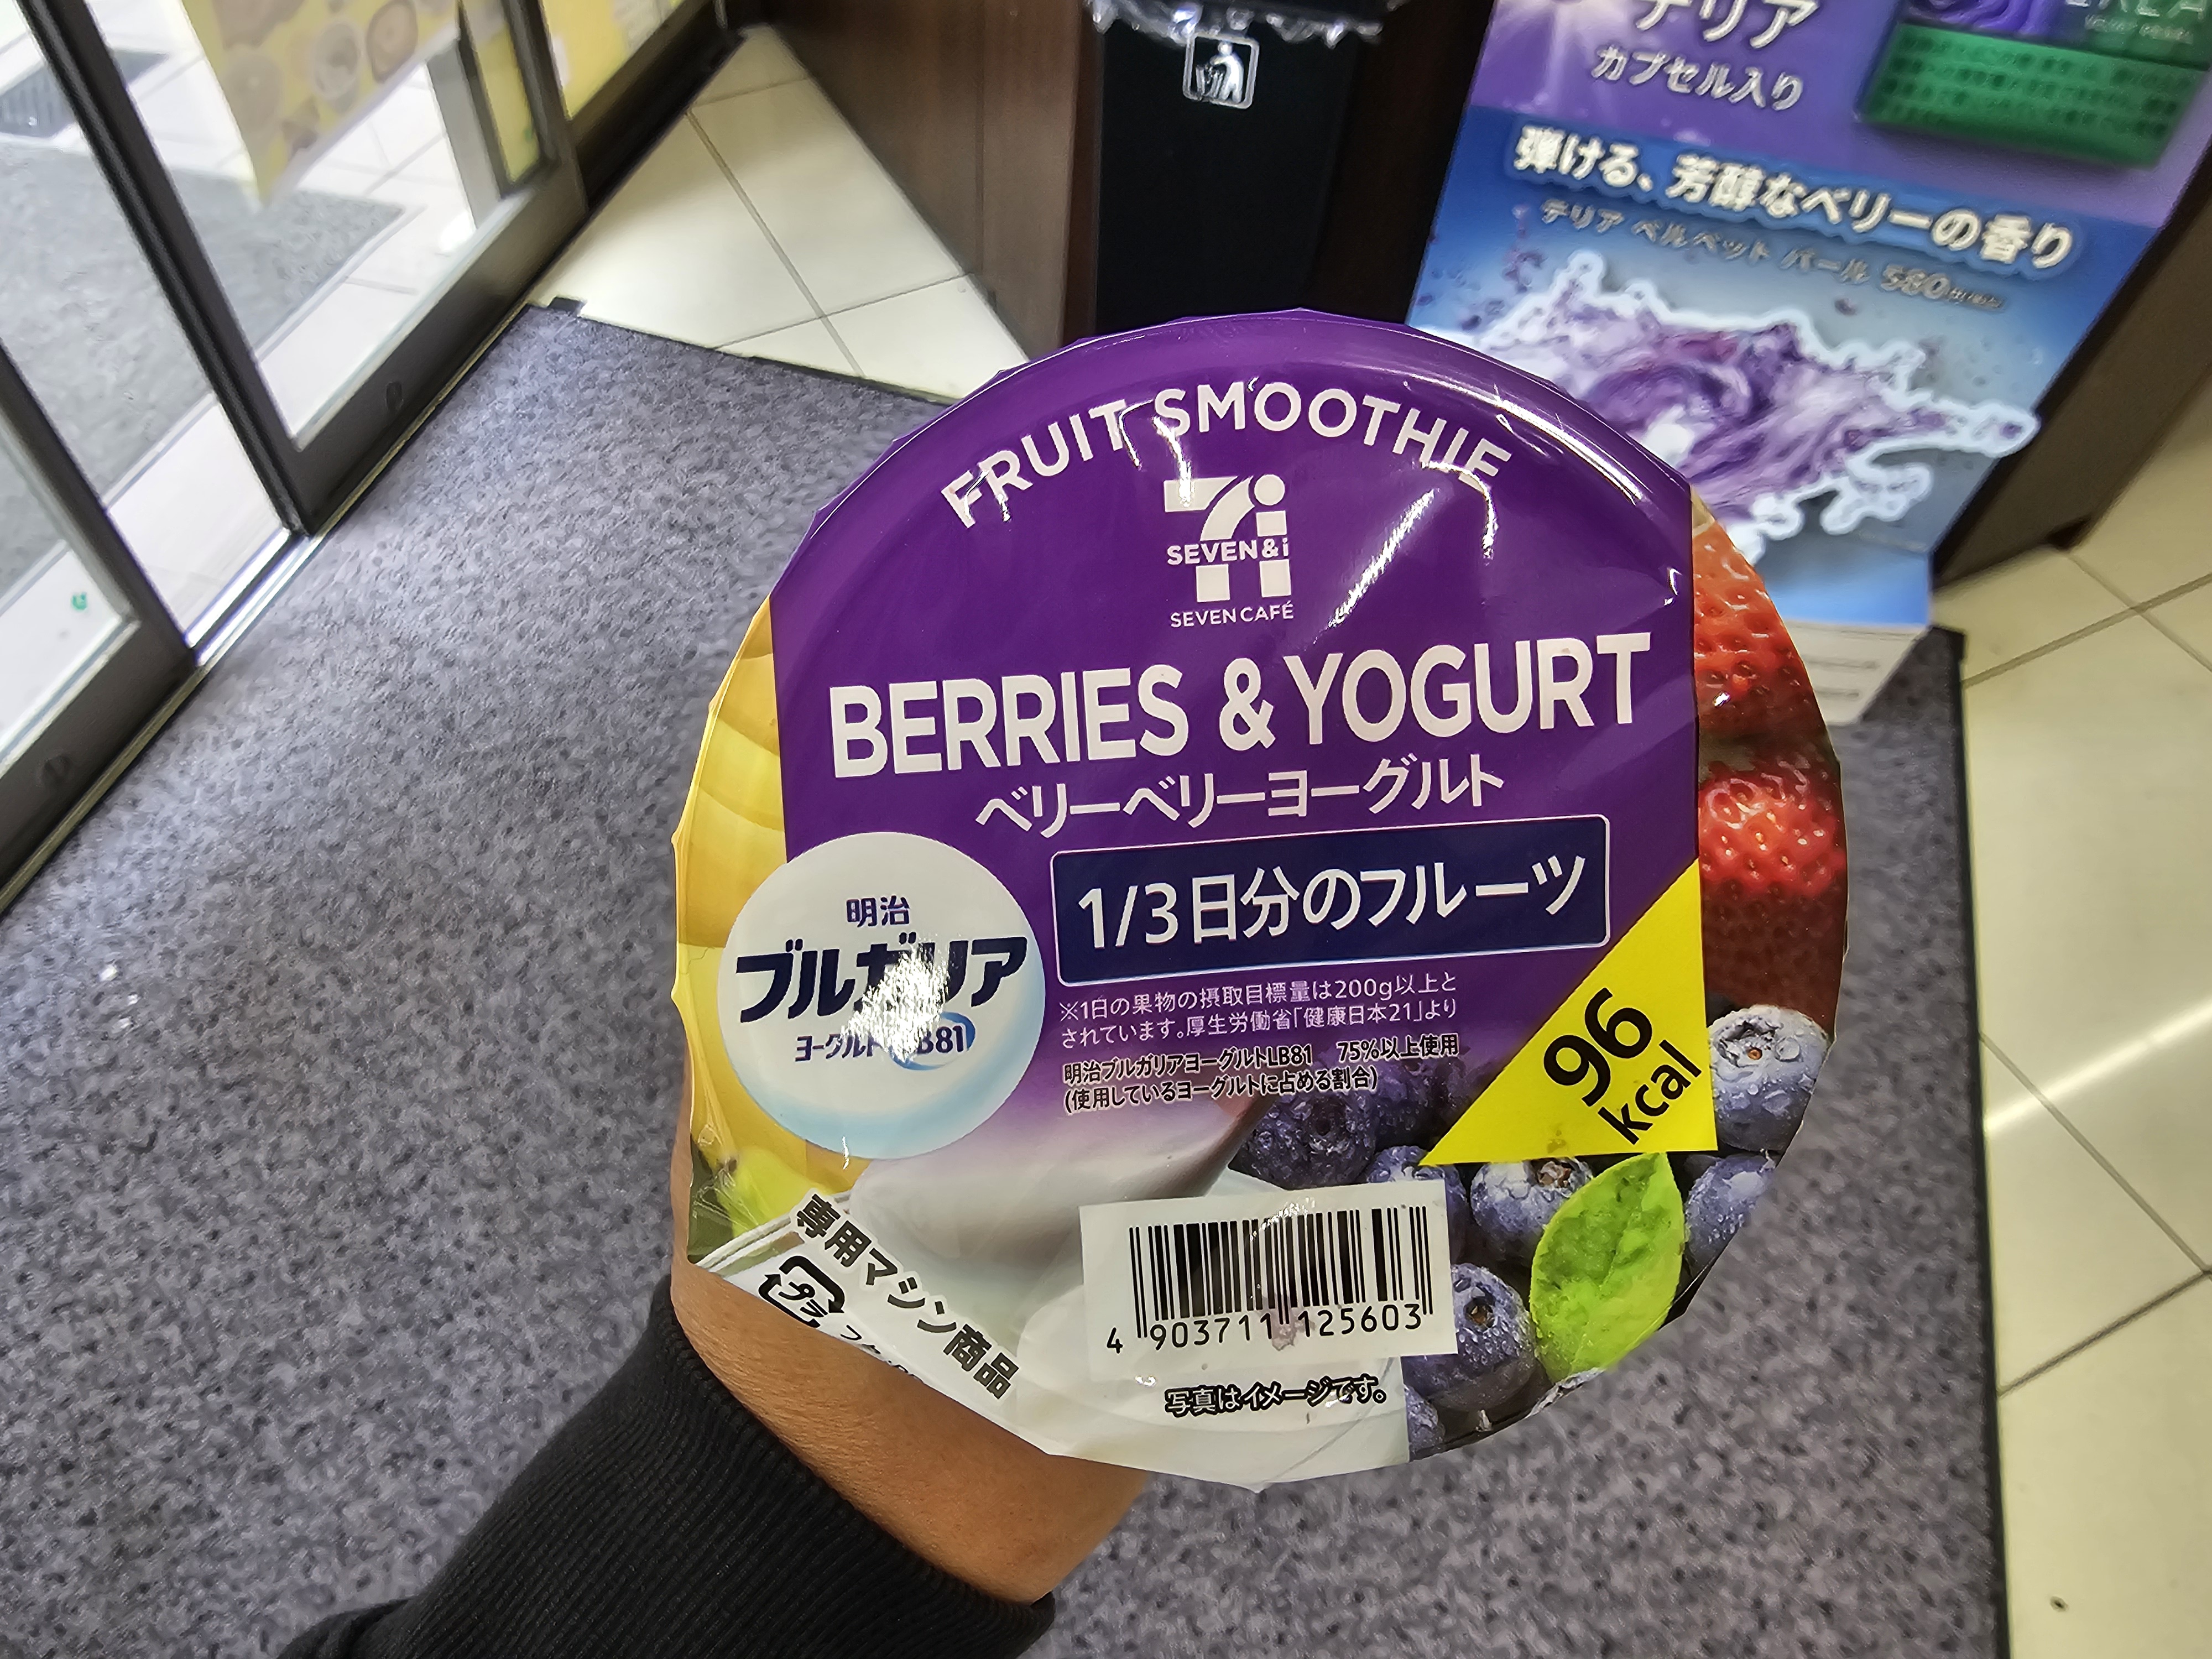 テリア
カプセル入り
弾ける、芳醇なベリーの香り
テリア ベルベット パール 580
FRUIT SMOOTHIE
SEVEN&i
SEVEN CAFÉ
BERRIES & YOGURT
ベリーベリーヨーグルト
1/3日分のフルーツ
明治
ブルガリア
ヨーグルト LB81
※1日の果物の摂取目標量は200g以上と
されています。厚生労働省「健康日本21」より
明治ブルガリアヨーグルトLB81 75%以上使用
(使用しているヨーグルトに占める割合)
96
kcal
専用マシン商品
プラ
4 903711 125603
写真はイメージです。